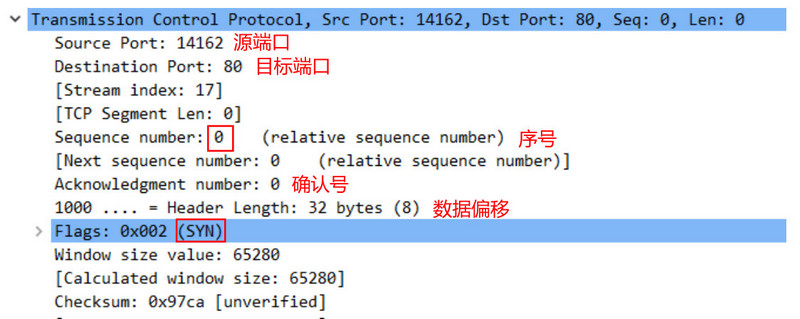 Transmission Control Protocol, Src Port: 14162, Dst Port: 80, Seq: 0, Len: 0
Source Port: 14162 源端口
Destination Port: 80 目标端口
[Stream index: 17]
[TCP Segment Len: 0]
Sequence number: 0 (relative sequence number) 序号
[Next sequence number: 0 (relative sequence number)]
Acknowledgment number: 0 确认号
1000 .... = Header Length: 32 bytes (8) 数据偏移
Flags: 0x002 (SYN)
Window size value: 65280
[Calculated window size: 65280]
Checksum: 0x97ca [unverified]